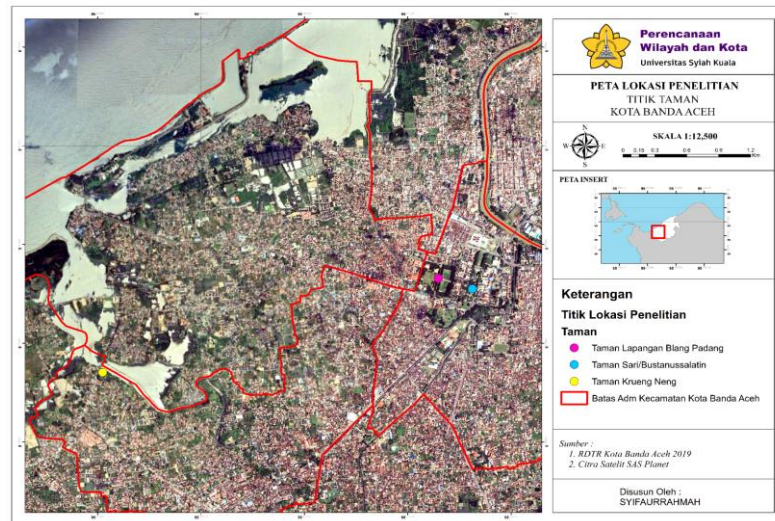 Perencanaan
Wilayah dan Kota
Universitas Syiah Kuala
PETA LOKASI PENELITIAN
TITIK TAMAN
KOTA BANDA ACEH
SKALA 1:12,500
N
W
E
S
0 0.15 0.3 0.6 0.9 1.2
Km
PETA INSERT
Keterangan
Titik Lokasi Penelitian
Taman
Taman Lapangan Blang Padang
Taman Sari/Bustanussalatin
Taman Krueng Neng
Batas Adm Kecamatan Kota Banda Aceh
Sumber :
1. RDTR Kota Banda Aceh 2019
2. Citra Satelit SAS Planet
Disusun Oleh :
SYIFAURRAHMAH